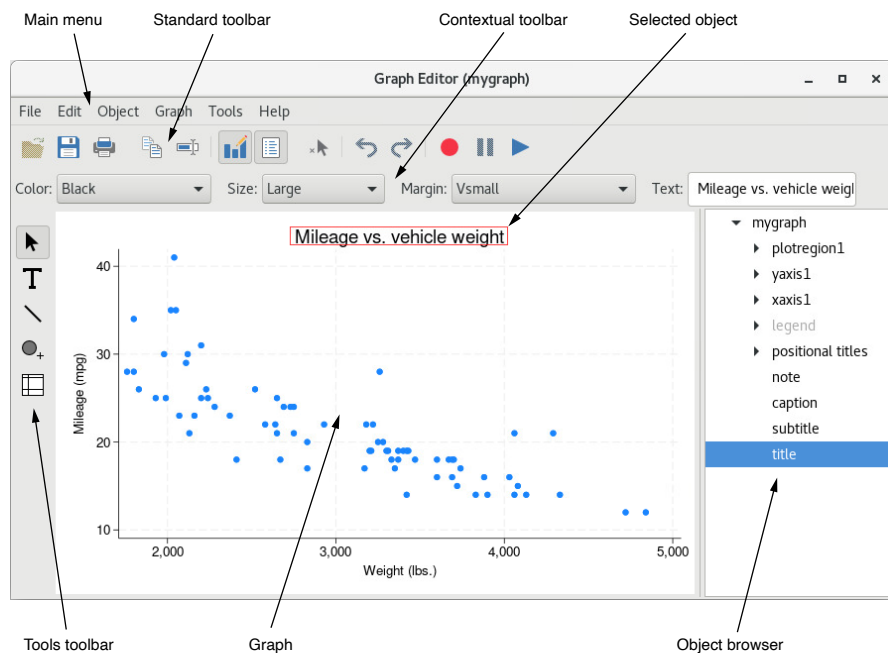 Main menu Standard toolbar Contextual toolbar Selected object
Graph Editor (mygraph)
File Edit Object Graph Tools Help
Color: Black Size: Large Margin: Vsmall Text: Mileage vs. vehicle weigl
Mileage vs. vehicle weight
40
30
20
10
Mileage (mpg)
2,000 3,000 4,000 5,000
Weight (lbs.)
mygraph
plotregion1
yaxis1
xaxis1
legend
positional titles
note
caption
subtitle
title
Tools toolbar Graph Object browser